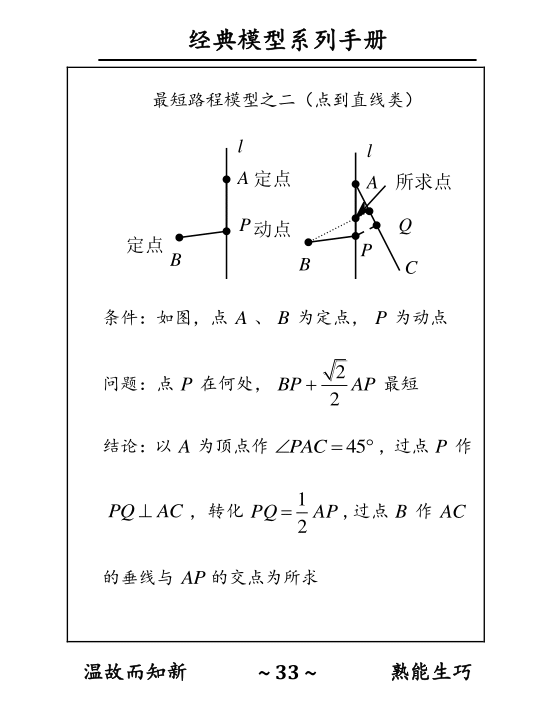 经典模型系列手册
最短路程模型之二（点到直线类）
l
A 定点
P 动点
定点
B
l
A 所求点
Q
P
B
C
条件：如图，点 A 、 B 为定点， P 为动点
问题：点 P 在何处， BP + √2/2 AP 最短
结论：以 A 为顶点作 ∠PAC = 45° ，过点 P 作
PQ ⊥ AC ，转化 PQ = 1/2 AP ，过点 B 作 AC
的垂线与 AP 的交点为所求
温故而知新 ~ 33 ~ 熟能生巧